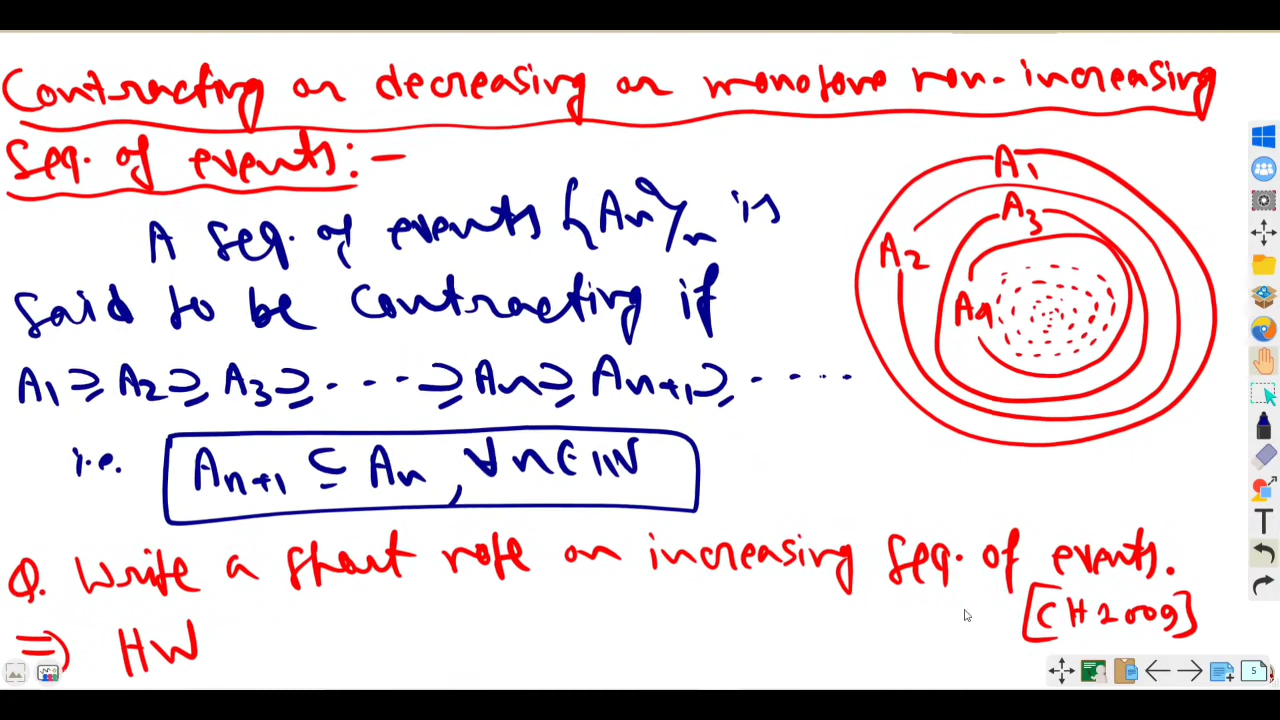 Contracting or decreasing or monotone non-increasing
seq. of events:-
A seq. of events {An}n is
said to be contracting if
A1 ⊇ A2 ⊇ A3 ⊇ ---- ⊇ An ⊇ An+1 ⊇ ----
i.e. An+1 ⊆ An, ∀n∈ℕ
A1
A3
A2
A4
Q. Write a short note on increasing seq. of events.
[CH2009]
⇒ HW
T
5